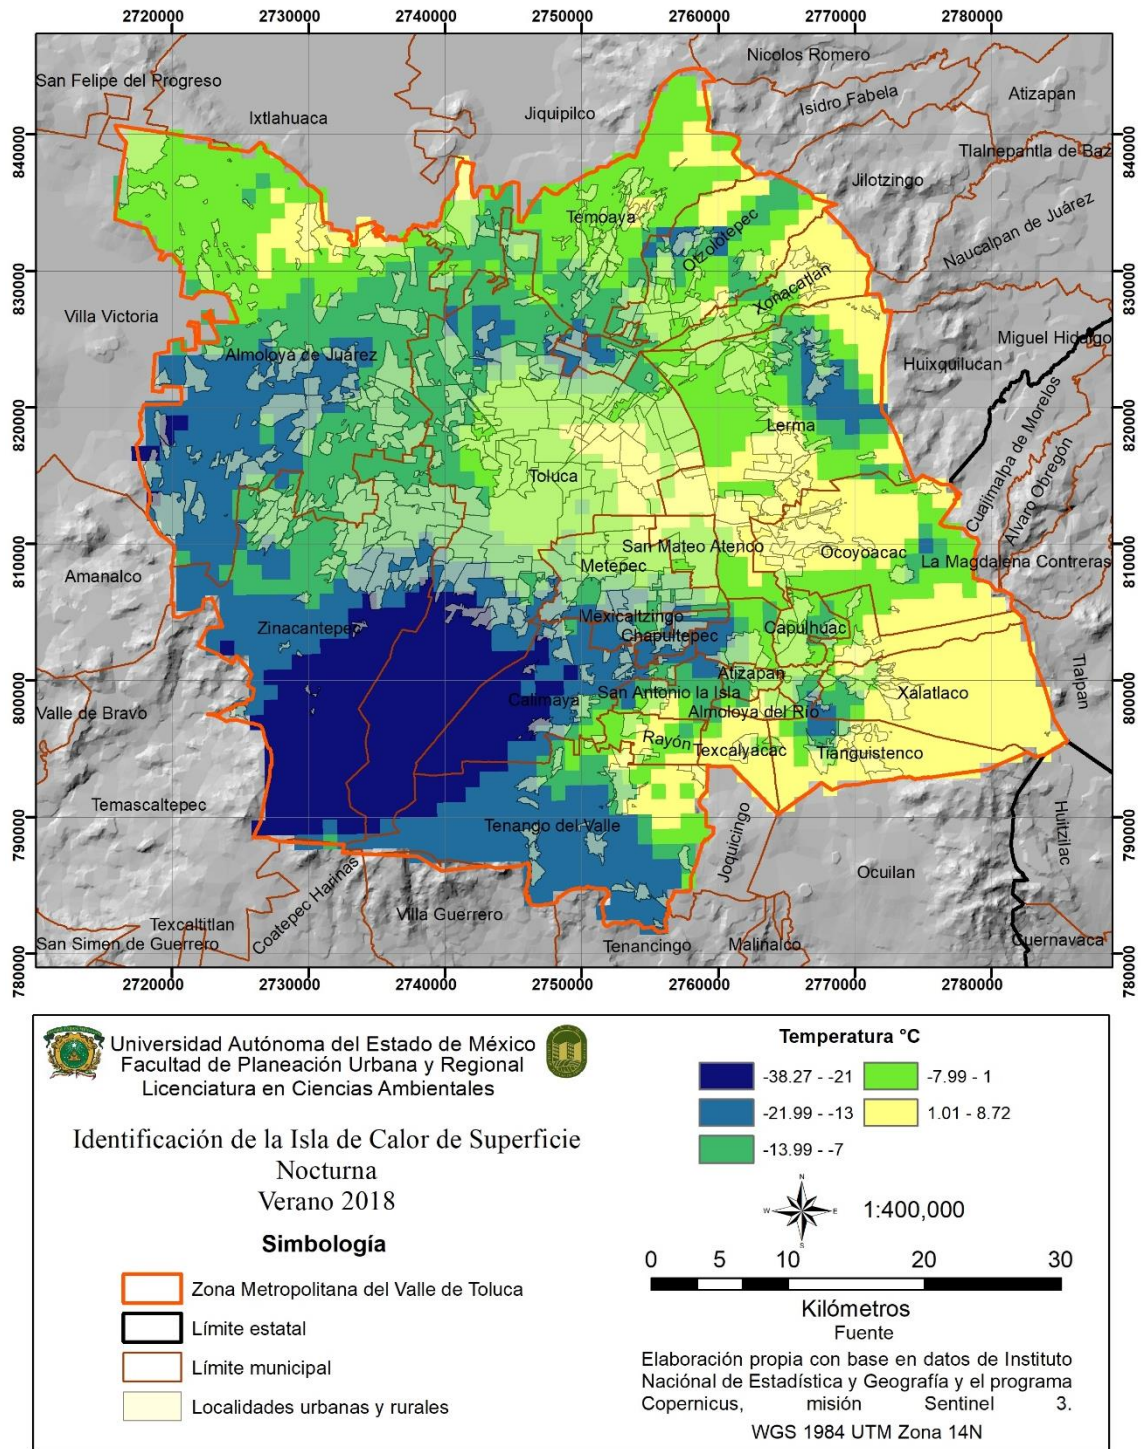 2720000 2730000 2740000 2750000 2760000 2770000 2780000
Nicolos Romero
San Felipe del Progreso
Isidro Fabela
Atizapan
Ixtlahuaca
Jiquipilco
840000
840000
Tlalnepantla de Baz
Jilotzingo
Temoaya
Otzolotepec
Naucalpan de Juárez
830000
830000
Xonacatlan
Villa Victoria
Miguel Hidalgo
Almoloya de Juárez
Huixquilucan
820000
820000
Lerma
Cuajimalpa de Morelos
Toluca
Alvaro Obregón
810000
810000
San Mateo Atenco
Ocoyoacac
Metepec
La Magdalena Contreras
Amanalco
Mexicaltzingo
Zinacantepec
Chapultepec
Capulhuac
Tlalpan
Atizapan
800000
800000
Calimaya
San Antonio la Isla
Xalatlaco
Valle de Bravo
Almoloya del Río
Rayón
Texcalyacac
Tianguistenco
Temascaltepec
790000
790000
Tenango del Valle
Joquicingo
Huitzilac
Ocuilan
Coatepec Harinas
Villa Guerrero
Texcaltitlan
San Simen de Guerrero
Tenancingo
Malinalco
Cuernavaca
780000
780000
2720000 2730000 2740000 2750000 2760000 2770000 2780000
Universidad Autónoma del Estado de México
Facultad de Planeación Urbana y Regional
Licenciatura en Ciencias Ambientales
Identificación de la Isla de Calor de Superficie
Nocturna
Verano 2018
Simbología
Zona Metropolitana del Valle de Toluca
Límite estatal
Límite municipal
Localidades urbanas y rurales
Temperatura °C
-38.27 - -21
-7.99 - 1
-21.99 - -13
1.01 - 8.72
-13.99 - -7
N
W E
S
1:400,000
0 5 10 20 30
Kilómetros
Fuente
Elaboración propia con base en datos de Instituto
Naciónal de Estadística y Geografía y el programa
Copernicus, misión Sentinel 3.
WGS 1984 UTM Zona 14N